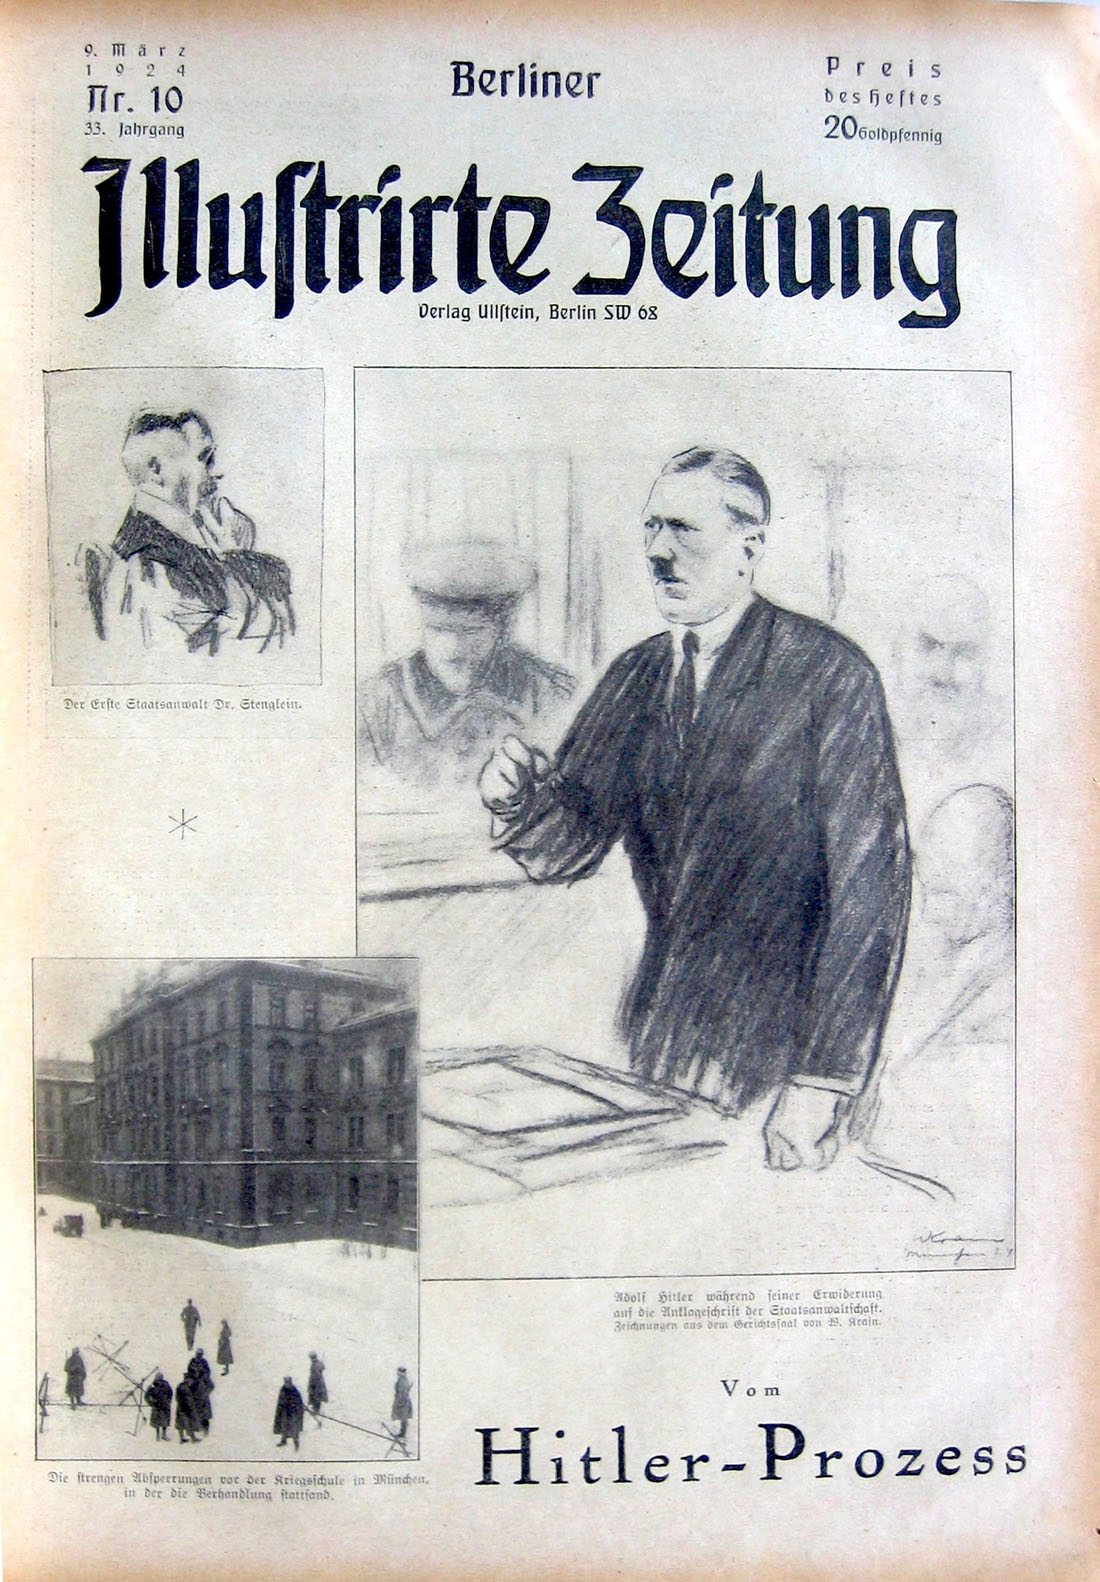 9. März
1924
Nr. 10
33. Jahrgang
Berliner
Preis
des Heftes
20 Goldpfennig
Illustrirte Zeitung
Verlag Ullstein, Berlin SW 68
Der Erste Staatsanwalt Dr. Stenglein.
W Krain
München 24
Adolf Hitler während seiner Erwiderung
auf die Anklageschrift der Staatsanwaltschaft.
Zeichnungen aus dem Gerichtssaal von W. Krain.
Vom
Hitler-Prozess
Die strengen Absperrungen vor der Kriegsschule in München,
in der die Verhandlung stattfand.